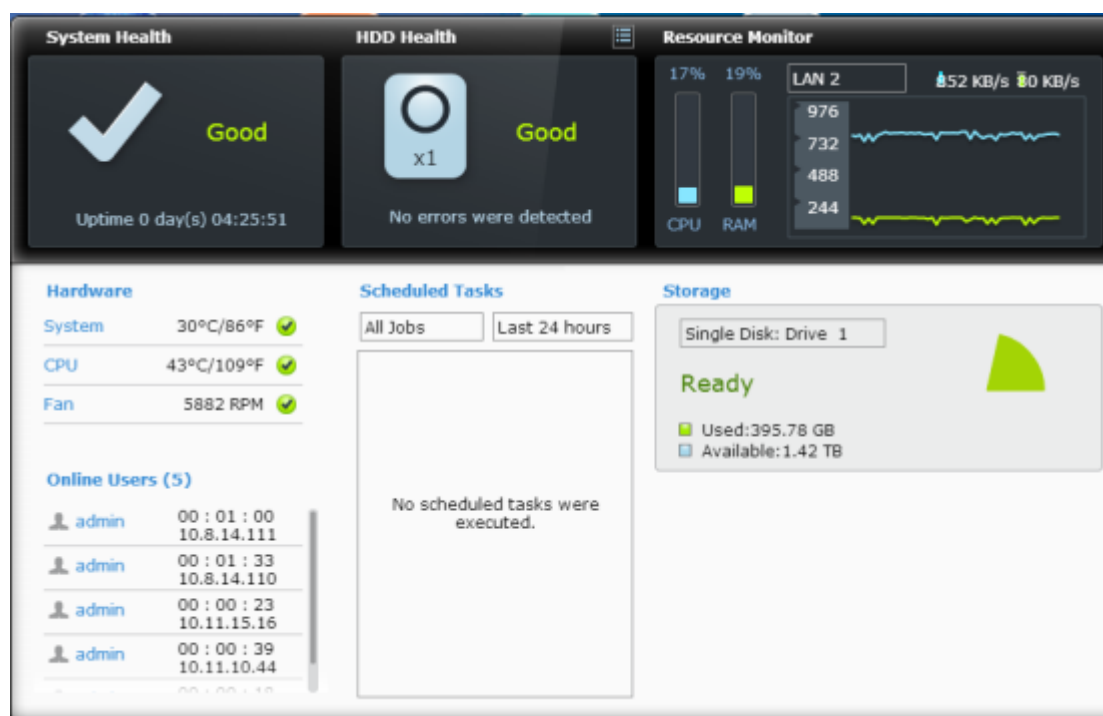 System Health
Good
Uptime 0 day(s) 04:25:51
HDD Health
x1
Good
No errors were detected
Resource Monitor
17% 19%
CPU RAM
LAN 2
KB/s KB/s
976
732
488
244
Hardware
System 30°C/86°F
CPU 43°C/109°F
Fan 5882 RPM
Online Users (5)
admin 00 : 01 : 00
10.8.14.111
admin 00 : 01 : 33
10.8.14.110
admin 00 : 00 : 23
10.11.15.16
admin 00 : 00 : 39
10.11.10.44
Scheduled Tasks
All Jobs Last 24 hours
No scheduled tasks were
executed.
Storage
Single Disk: Drive 1
Ready
Used:395.78 GB
Available:1.42 TB